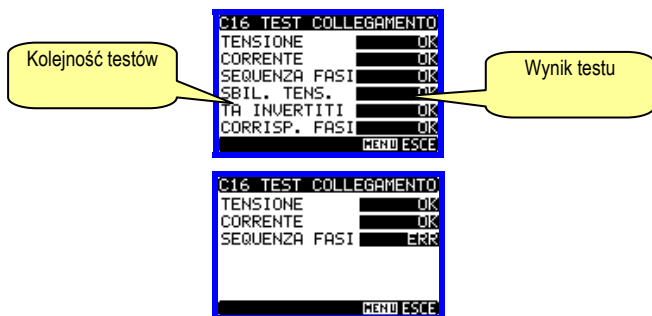 C16 TEST COLLEGAMENTO
TENSIONE OK
CORRENTE OK
SEQUENZA FASI OK
SBIL. TENS. OK
TA INVERTITI OK
CORRISP. FASI OK
MENU ESCE
Kolejność testów
Wynik testu
C16 TEST COLLEGAMENTO
TENSIONE OK
CORRENTE OK
SEQUENZA FASI ERR
MENU ESCE